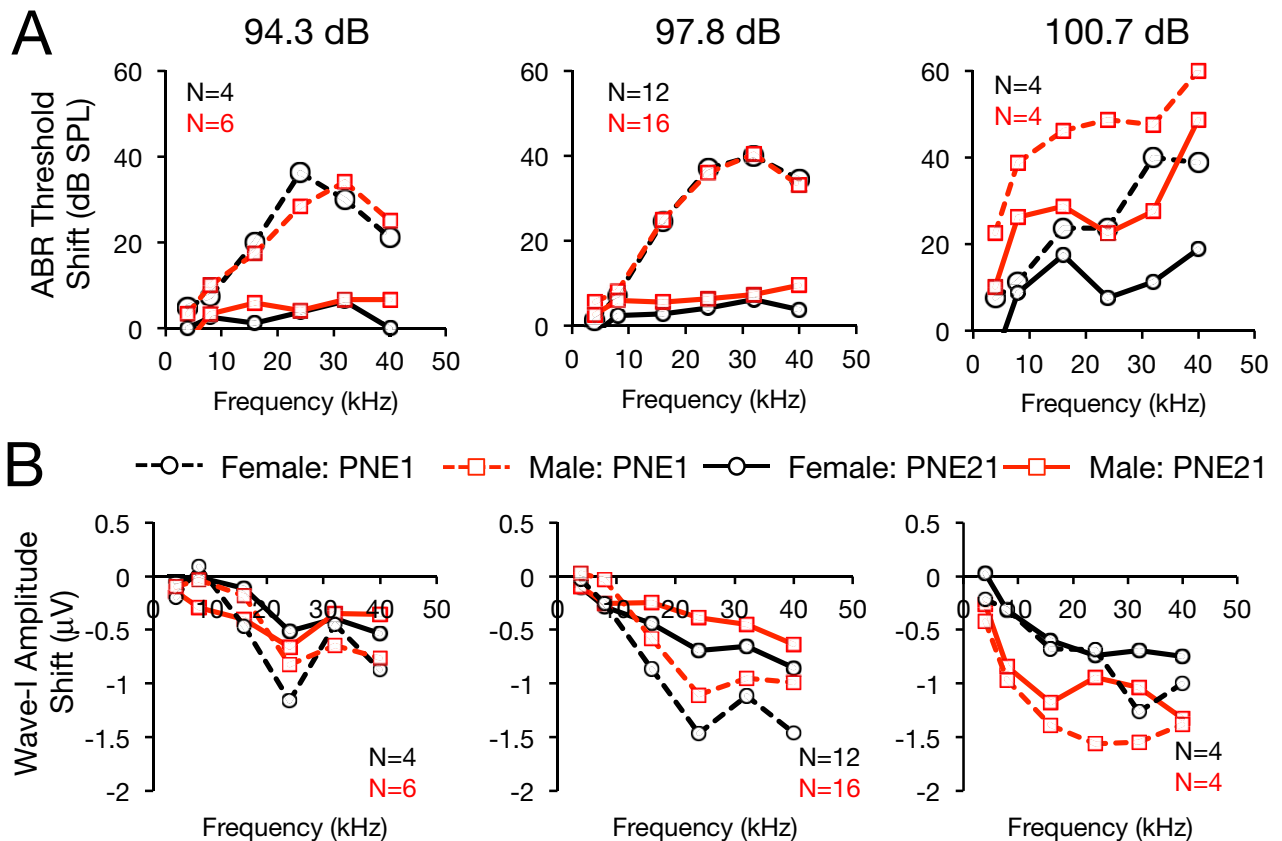 A
94.3 dB
97.8 dB
100.7 dB
ABR Threshold
Shift (dB SPL)
60
40
20
0
N=4
N=6
0 10 20 30 40 50
Frequency (kHz)
60
40
20
0
N=12
N=16
0 10 20 30 40 50
Frequency (kHz)
60
40
20
0
N=4
N=4
0 10 20 30 40 50
Frequency (kHz)
B
Female: PNE1 Male: PNE1 Female: PNE21 Male: PNE21
Wave-I Amplitude
Shift (µV)
0.5
0
-0.5
-1
-1.5
-2
0 10 20 30 40 50
N=4
N=6
Frequency (kHz)
0.5
0
-0.5
-1
-1.5
-2
0 10 20 30 40 50
N=12
N=16
Frequency (kHz)
0.5
0
-0.5
-1
-1.5
-2
0 10 20 30 40 50
N=4
N=4
Frequency (kHz)